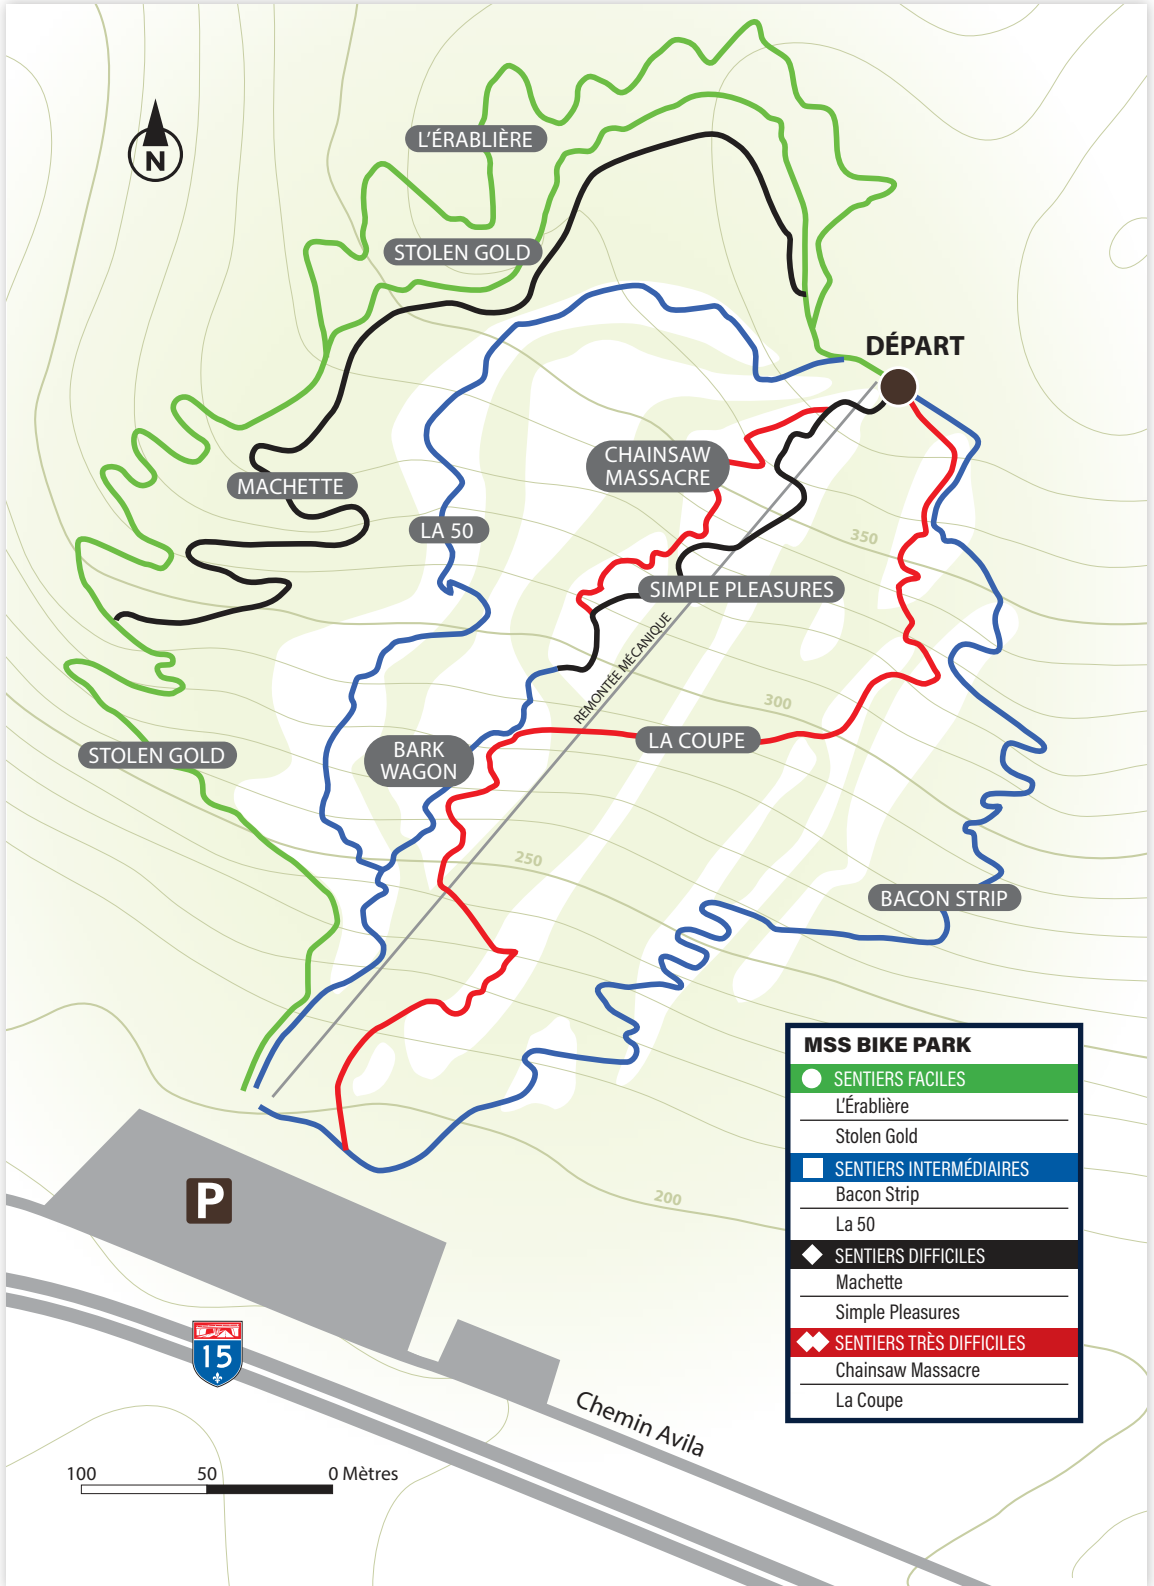 L'ÉRABLIÈRE
N
STOLEN GOLD
DÉPART
CHAINSAW
MASSACRE
MACHETTE
LA 50
350
SIMPLE PLEASURES
REMONTÉE MÉCANIQUE
300
LA COUPE
BARK
WAGON
STOLEN GOLD
250
BACON STRIP
MSS BIKE PARK
SENTIERS FACILES
L'Érablière
Stolen Gold
SENTIERS INTERMÉDIAIRES
Bacon Strip
La 50
SENTIERS DIFFICILES
Machette
Simple Pleasures
SENTIERS TRÈS DIFFICILES
Chainsaw Massacre
La Coupe
P
200
15
Chemin Avila
100 50 0 Mètres